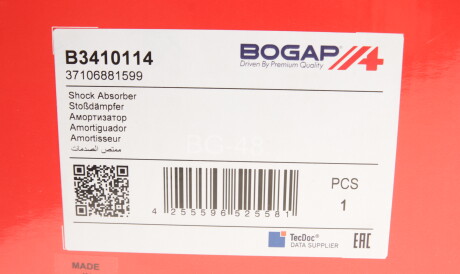 B3410114
37106881599
BOGAP
Driven By Premium Quality
Shock Absorber
Stoßdämpfer
Амортизатор
Amortiguador
Amortisseur
ممتص الصدمات
4 255596 525581
PCS
1
TecDoc®
DATA SUPPLIER
EAC
MADE